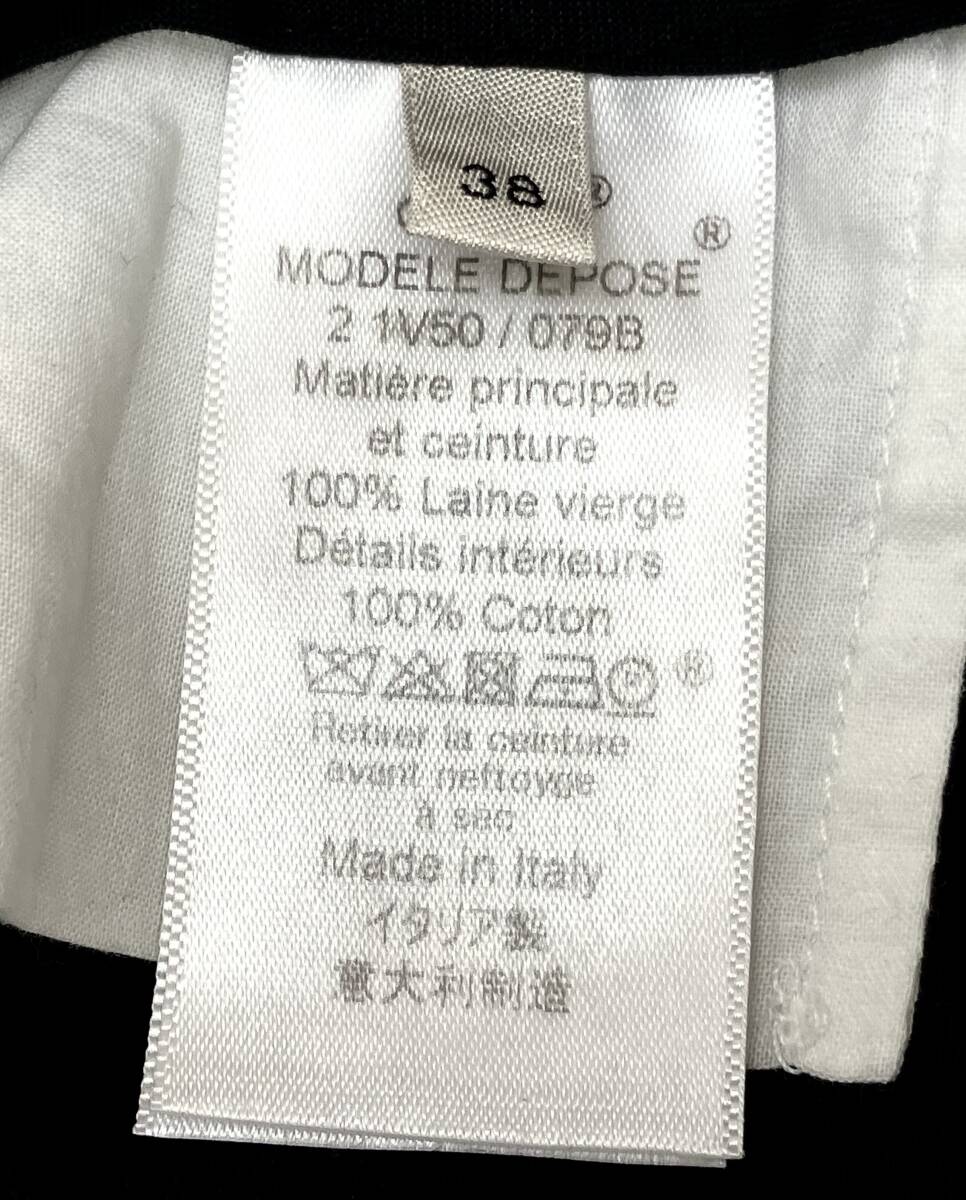 38
®
®
MODELE DEPOSE
2 1V50 / 079B
Matière principale
et ceinture
100% Laine vierge
Détails intérieurs
100% Coton
®
Retirer la ceinture
avant nettoyge
à sec
Made in Italy
イタリア製
意大利制造